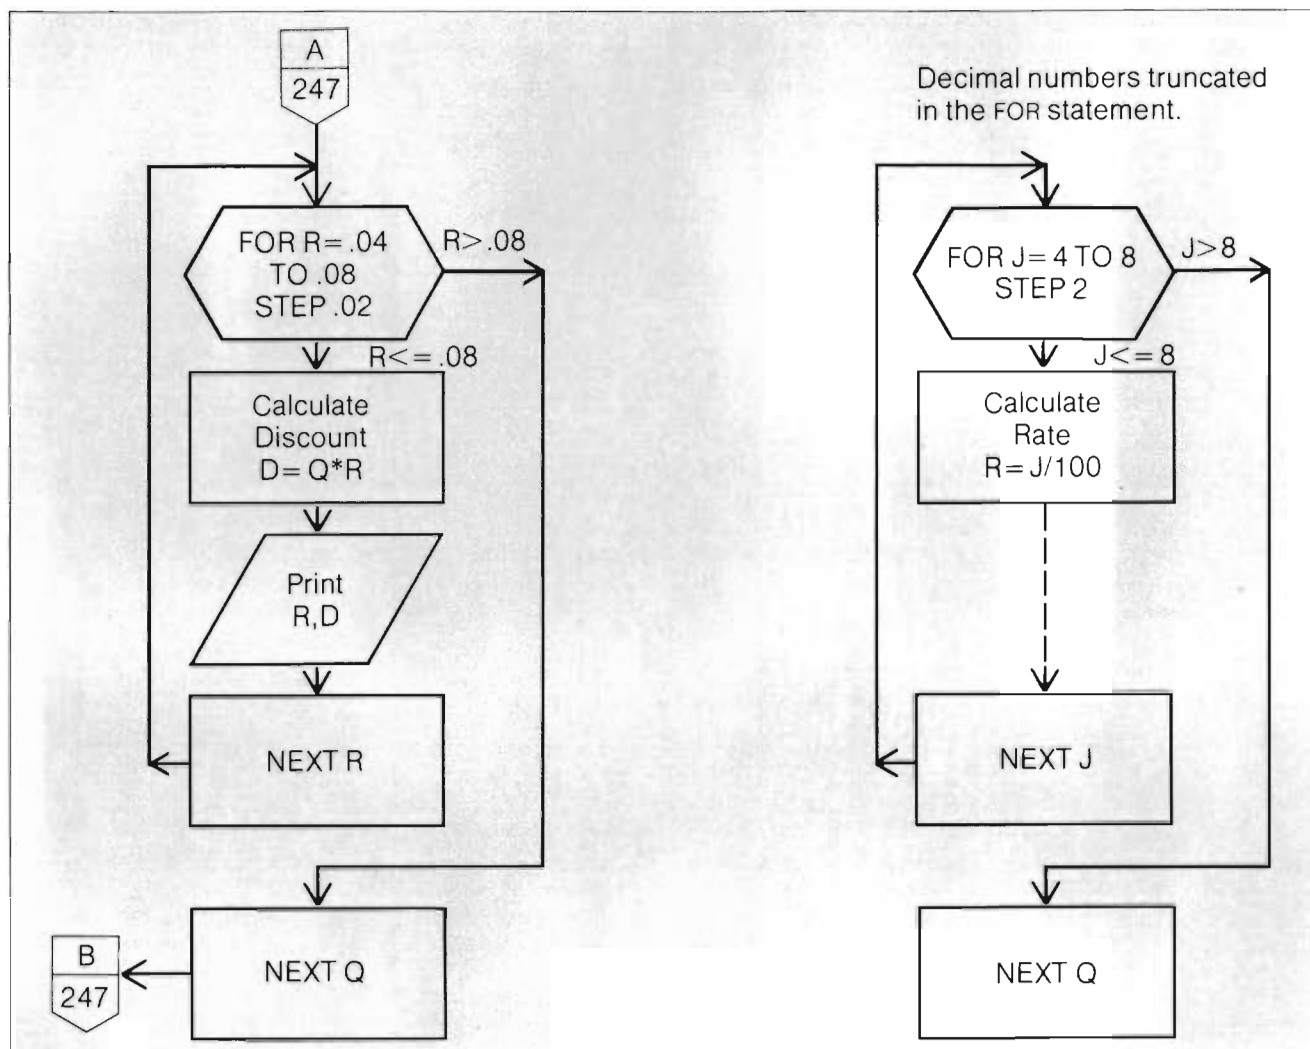 A
247
FOR R= .04
TO .08
STEP .02
R> .08
R<= .08
Calculate
Discount
D= Q*R
Print
R,D
NEXT R
NEXT Q
B
247
Decimal numbers truncated
in the FOR statement.
FOR J= 4 TO 8
STEP 2
J>8
J<= 8
Calculate
Rate
R= J/100
NEXT J
NEXT Q